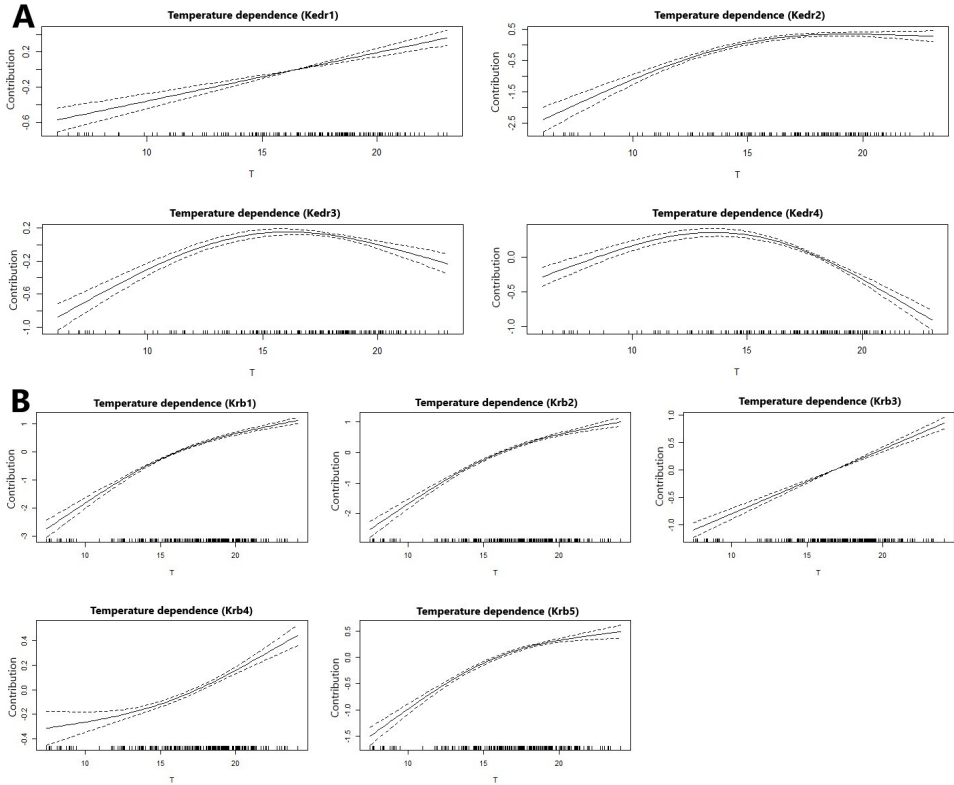 A
Temperature dependence (Kedr1)
Contribution
0.2
-0.2
-0.6
10 15 20
T
Temperature dependence (Kedr2)
Contribution
0.5
-0.5
-1.5
-2.5
10 15 20
T
Temperature dependence (Kedr3)
Contribution
0.2
-0.2
-0.6
-1.0
10 15 20
T
Temperature dependence (Kedr4)
Contribution
0.0
-0.5
-1.0
10 15 20
T
B
Temperature dependence (Krb1)
Contribution
1
0
-2
-3
10 15 20
T
Temperature dependence (Krb2)
Contribution
1
0
-2
10 15 20
T
Temperature dependence (Krb3)
Contribution
1.0
0.5
0.0
-0.5
-1.0
10 15 20
T
Temperature dependence (Krb4)
Contribution
0.4
0.2
0.0
-0.2
-0.4
10 15 20
T
Temperature dependence (Krb5)
Contribution
0.5
0.0
-0.5
-1.0
-1.5
10 15 20
T